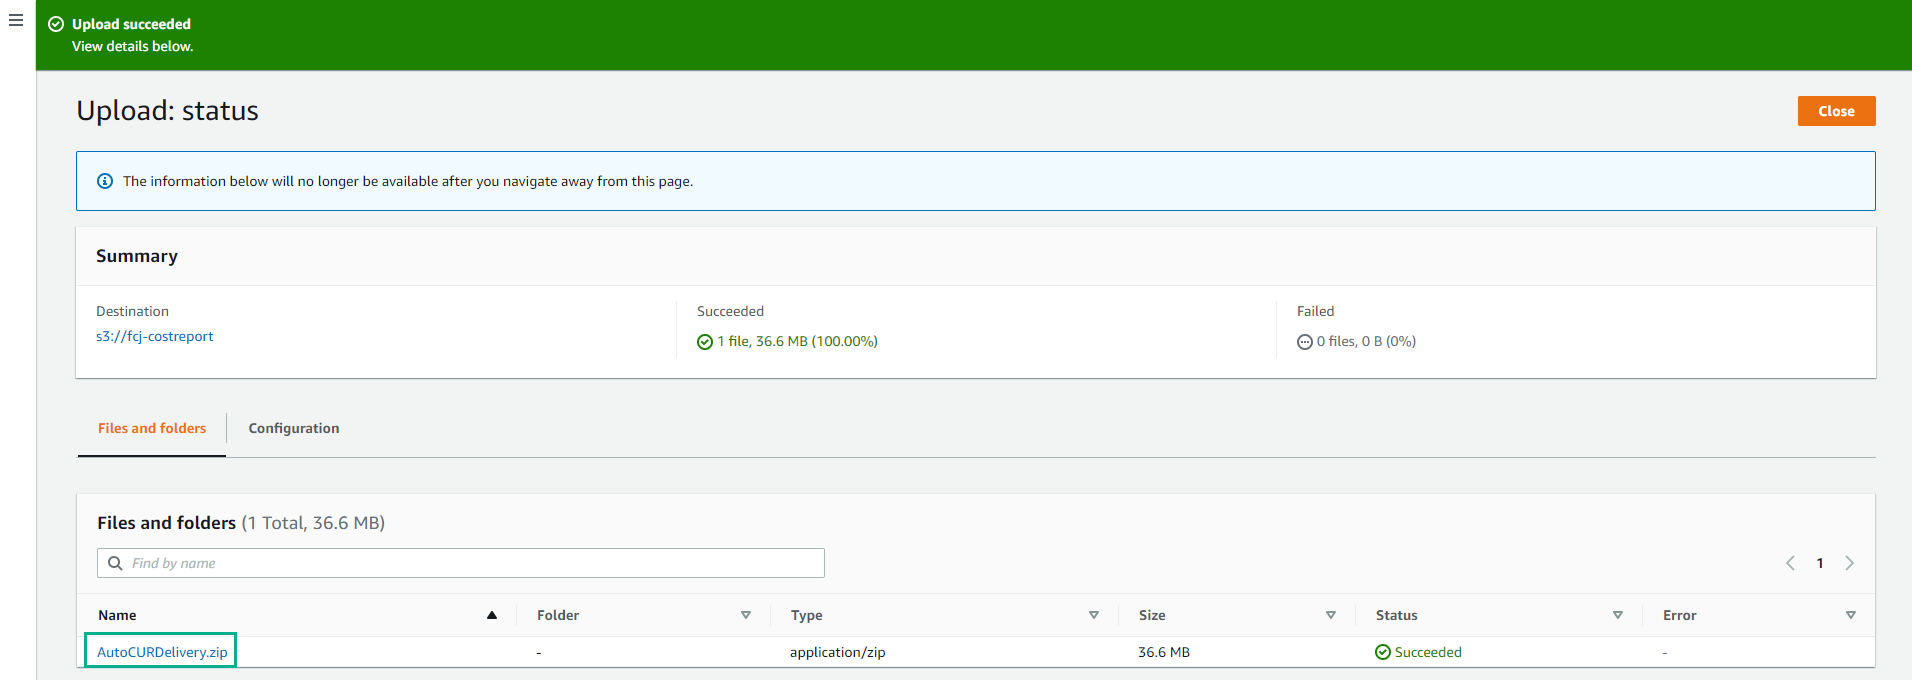 Upload succeeded
View details below.
Upload: status
Close
The information below will no longer be available after you navigate away from this page.
Summary
Destination
s3://fcj-costreport
Succeeded
1 file, 36.6 MB (100.00%)
Failed
0 files, 0 B (0%)
Files and folders
Configuration
Files and folders (1 Total, 36.6 MB)
Find by name
1
Name Folder Type Size Status Error
AutoCURDelivery.zip - application/zip 36.6 MB Succeeded -